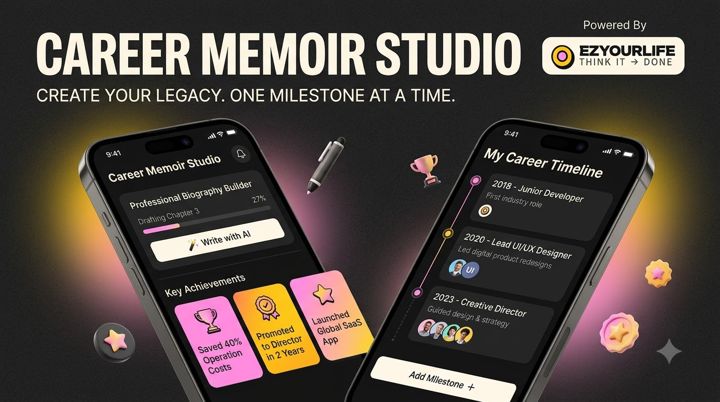 CAREER MEMOIR STUDIO
CREATE YOUR LEGACY. ONE MILESTONE AT A TIME.
Powered By
EZYOURLIFE
THINK IT → DONE
9:41
Career Memoir Studio
Professional Biography Builder
Drafting Chapter 3
27%
Write with AI
Key Achievements
Saved 40%
Operation
Costs
Promoted
to Director
in 2 Years
Launched
Global SaaS
App
9:41
My Career Timeline
2018 - Junior Developer
First industry role
2020 - Lead UI/UX Designer
Led digital product redesigns
UI
2023 - Creative Director
Guided design & strategy
Add Milestone +